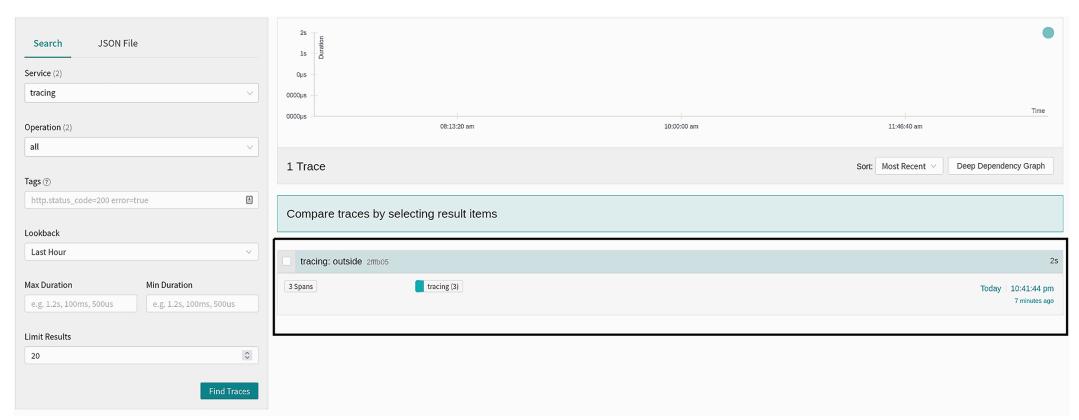 Search JSON File
Service (2)
tracing
Operation (2)
all
Tags ?
http.status_code=200 error=true
Lookback
Last Hour
Max Duration Min Duration
e.g. 1.2s, 100ms, 500us e.g. 1.2s, 100ms, 500us
Limit Results
20
Find Traces
2s
Duration
1s
0μs
0000μs
0000μs
Time
08:13:20 am 10:00:00 am 11:46:40 am
1 Trace Sort: Most Recent Deep Dependency Graph
Compare traces by selecting result items
tracing: outside 2fffb05 2s
3 Spans tracing (3) Today 10:41:44 pm
7 minutes ago